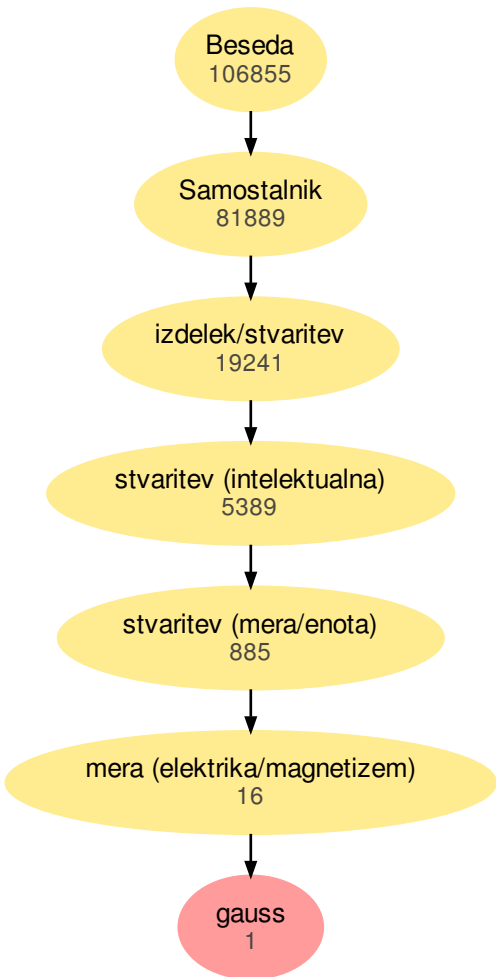 Beseda
106855
Samostalnik
81889
izdelek/stvaritev
19241
stvaritev (intelektualna)
5389
stvaritev (mera/enota)
885
mera (elektrika/magnetizem)
16
gauss
1